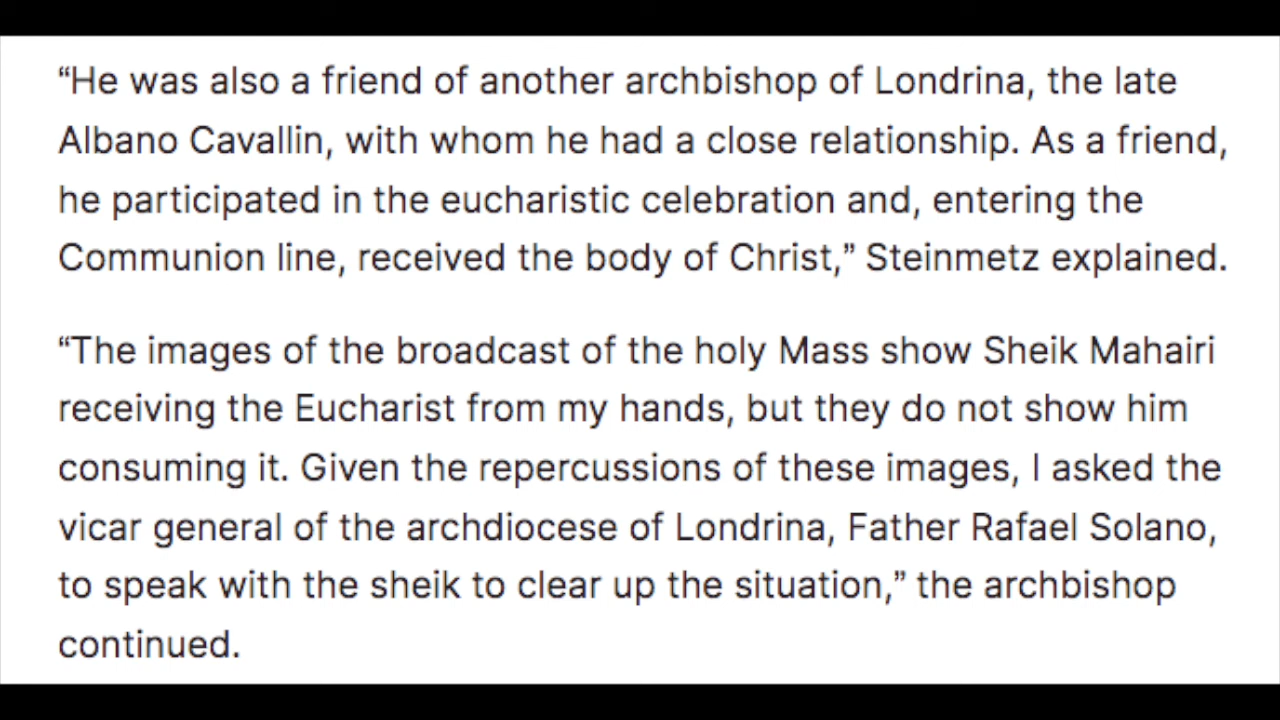 “He was also a friend of another archbishop of Londrina, the late
Albano Cavallin, with whom he had a close relationship. As a friend,
he participated in the eucharistic celebration and, entering the
Communion line, received the body of Christ,” Steinmetz explained.
“The images of the broadcast of the holy Mass show Sheik Mahairi
receiving the Eucharist from my hands, but they do not show him
consuming it. Given the repercussions of these images, I asked the
vicar general of the archdiocese of Londrina, Father Rafael Solano,
to speak with the sheik to clear up the situation,” the archbishop
continued.